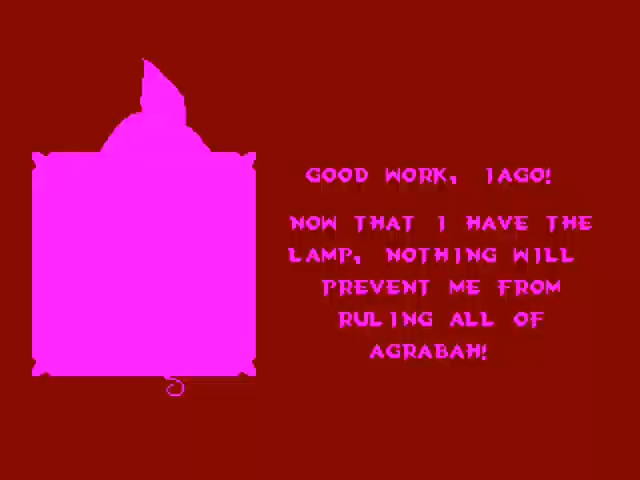 GOOD WORK, IAGO!
NOW THAT I HAVE THE
LAMP, NOTHING WILL
PREVENT ME FROM
RULING ALL OF
AGRABAH!